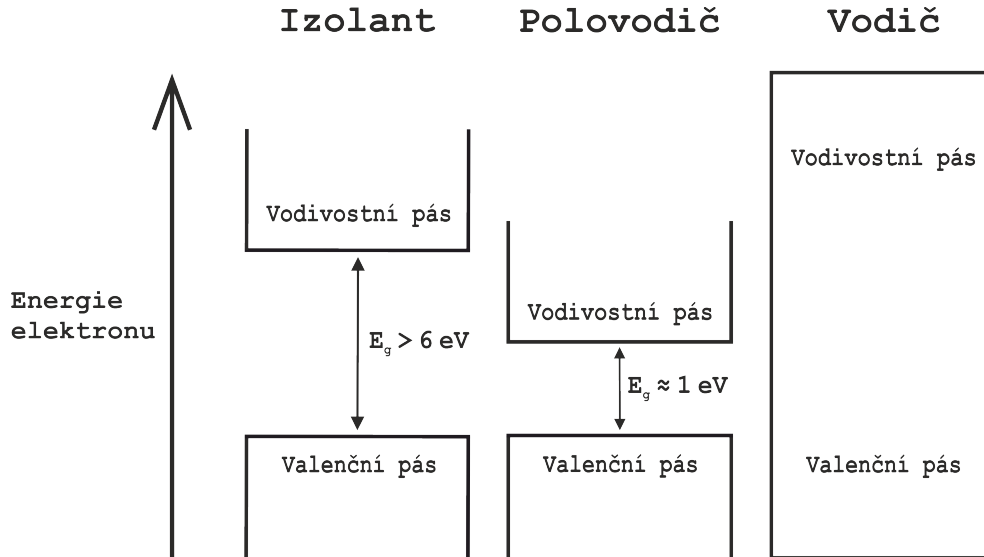 Izolant
Polovodič
Vodič
Energie
elektronu
Vodivostní pás
E_g > 6 eV
Valenční pás
Vodivostní pás
E_g ≈ 1 eV
Valenční pás
Vodivostní pás
Valenční pás